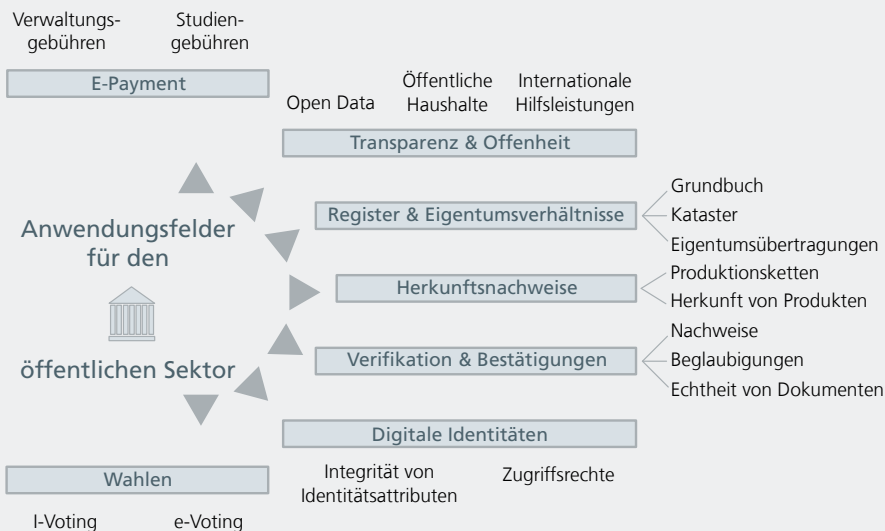 Verwaltungs-
gebühren
Studien-
gebühren
E-Payment
Open Data
Öffentliche
Haushalte
Internationale
Hilfsleistungen
Transparenz & Offenheit
Register & Eigentumsverhältnisse
Grundbuch
Kataster
Eigentumsübertragungen
Anwendungsfelder
für den
öffentlichen Sektor
Herkunftsnachweise
Produktionsketten
Herkunft von Produkten
Verifikation & Bestätigungen
Nachweise
Beglaubigungen
Echtheit von Dokumenten
Digitale Identitäten
Integrität von
Identitätsattributen
Zugriffsrechte
Wahlen
I-Voting
e-Voting